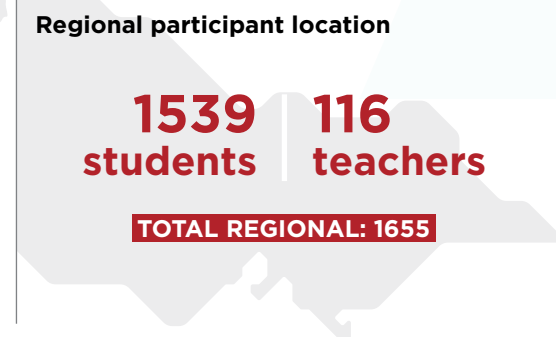 Regional participant location
1539 116
students teachers
TOTAL REGIONAL: 1655